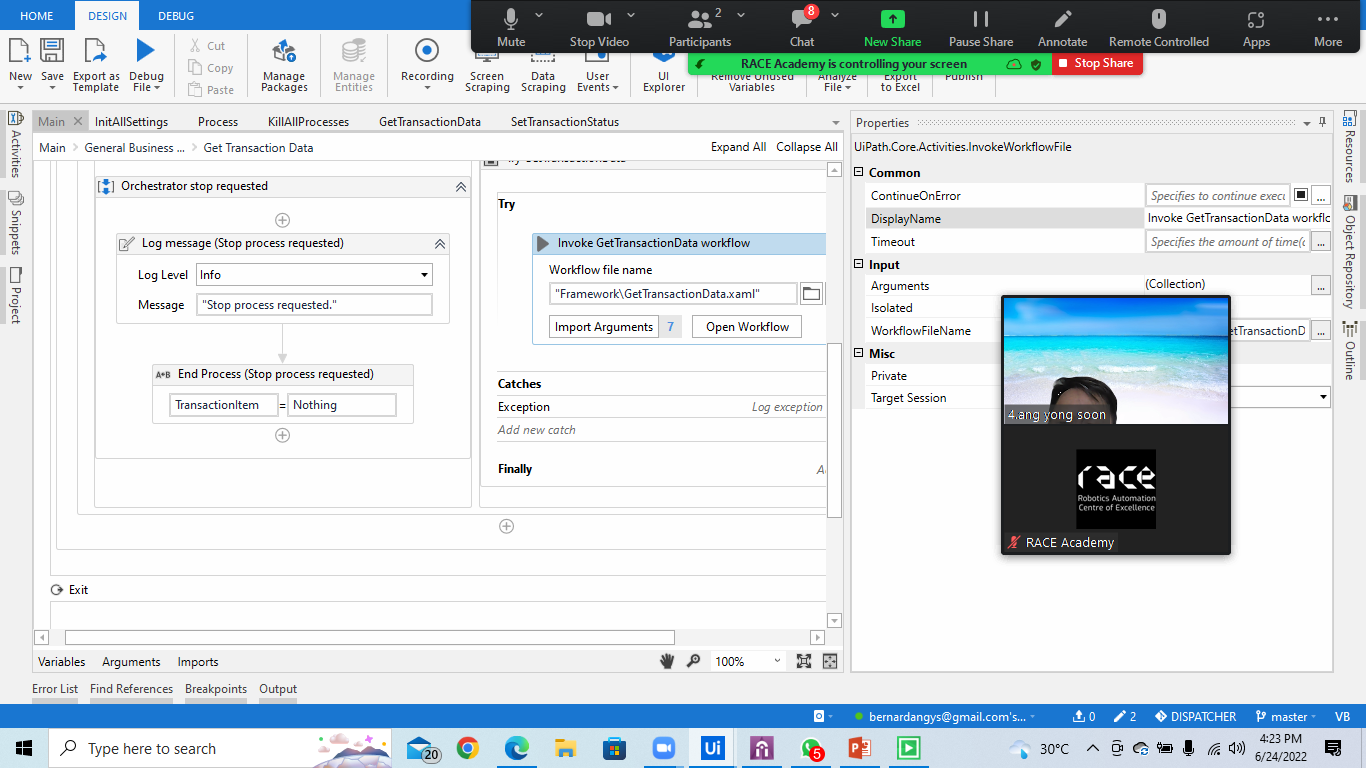 HOME DESIGN DEBUG
Mute Stop Video 2 Participants 8 Chat New Share Pause Share Annotate Remote Controlled Apps More
RACE Academy is controlling your screen Stop Share
New Save Export as Template Debug File Cut Copy Paste Manage Packages Manage Entities Recording Screen Scraping Data Scraping User Events UI Explorer Remove Unused Variables Analyze File Export to Excel Publish
Main InitAllSettings Process KillAllProcesses GetTransactionData SetTransactionStatus
Main General Business ... Get Transaction Data Expand All Collapse All
Activities
Snippets
Project
Orchestrator stop requested
Log message (Stop process requested)
Log Level Info
Message "Stop process requested."
End Process (Stop process requested)
A+B
TransactionItem = Nothing
Try
Invoke GetTransactionData workflow
Workflow file name
"Framework\GetTransactionData.xaml"
Import Arguments 7 Open Workflow
Catches
Exception Log exception
Add new catch
Finally
Exit
Variables Arguments Imports 100%
Error List Find References Breakpoints Output
Properties
UiPath.Core.Activities.InvokeWorkflowFile
Common
ContinueOnError Specifies to continue execu ...
DisplayName Invoke GetTransactionData workflc
Timeout Specifies the amount of time( ...
Input
Arguments (Collection) ...
Isolated
WorkflowFileName etTransactionD ...
Misc
Private
Target Session
4.ang yong soon
race
Robotics Automation
Centre of Excellence
RACE Academy
Resources
Object Repository
Outline
bernardangys@gmail.com's... 0 2 DISPATCHER master VB
Type here to search 20 Ui 5 30°C 4:23 PM
6/24/2022